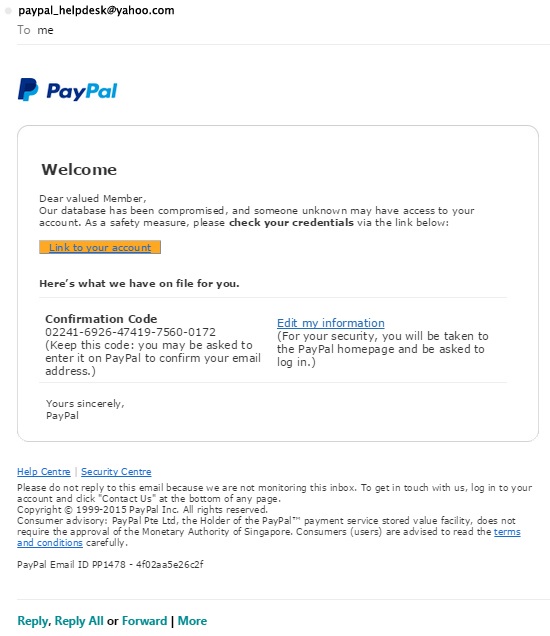 paypal_helpdesk@yahoo.com
To me
PayPal
Welcome
Dear valued Member,
Our database has been compromised, and someone unknown may have access to your
account. As a safety measure, please check your credentials via the link below:
Link to your account
Here's what we have on file for you.
Confirmation Code
02241-6926-47419-7560-0172
(Keep this code: you may be asked to
enter it on PayPal to confirm your email
address.)
Edit my information
(For your security, you will be taken to
the PayPal homepage and be asked to
log in.)
Yours sincerely,
PayPal
Help Centre | Security Centre
Please do not reply to this email because we are not monitoring this inbox. To get in touch with us, log in to your
account and click "Contact Us" at the bottom of any page.
Copyright © 1999-2015 PayPal Inc. All rights reserved.
Consumer advisory: PayPal Pte Ltd, the Holder of the PayPal™ payment service stored value facility, does not
require the approval of the Monetary Authority of Singapore. Consumers (users) are advised to read the terms
and conditions carefully.
PayPal Email ID PP1478 - 4f02aa5e26c2f
Reply, Reply All or Forward | More